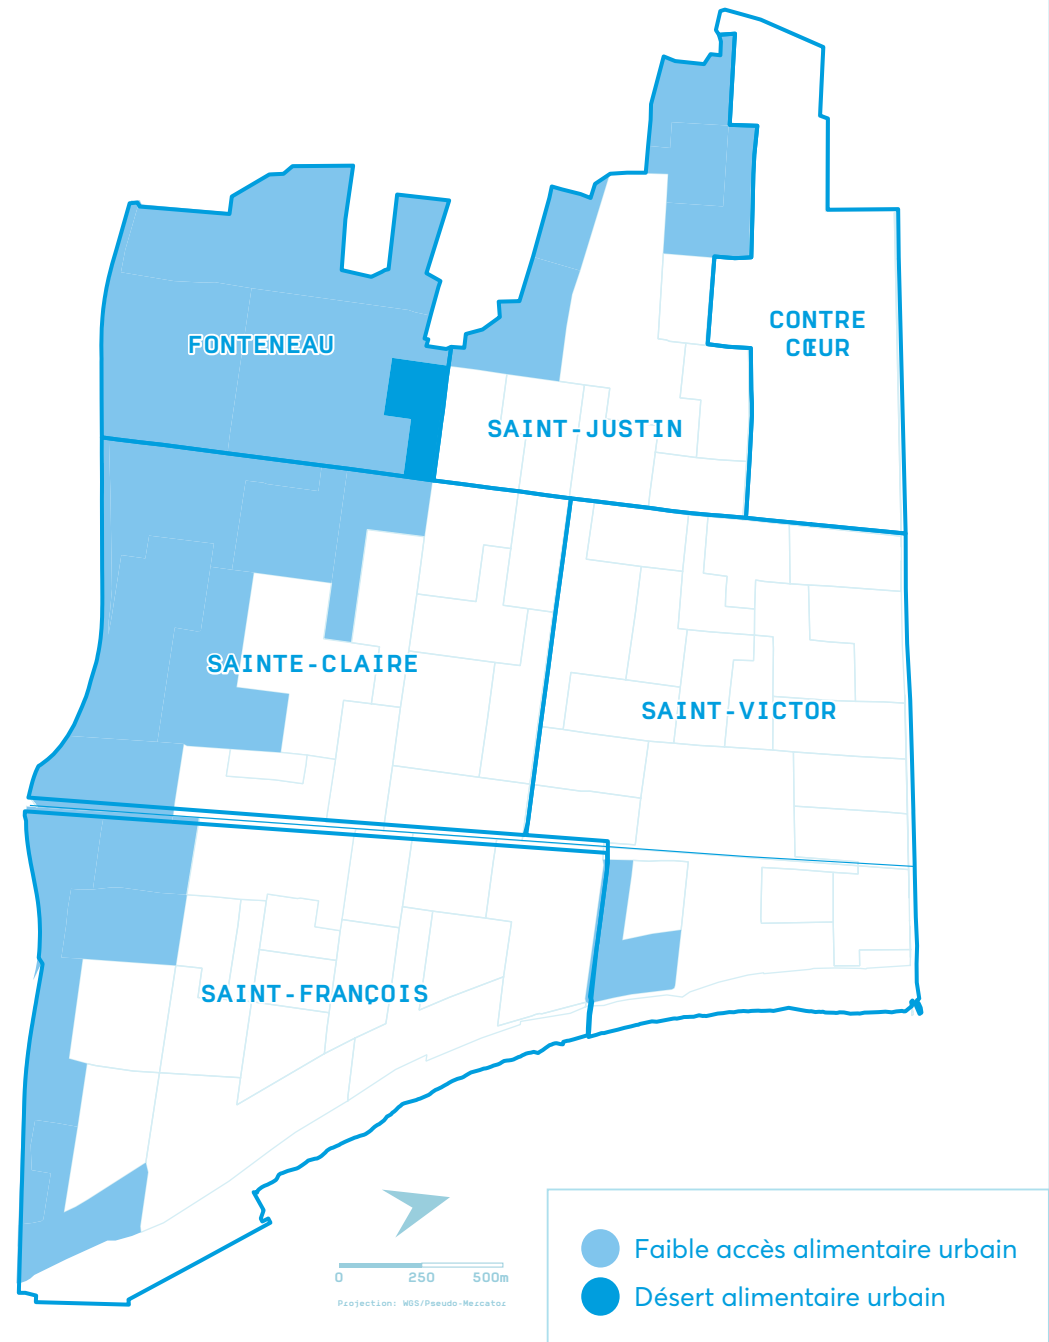 CONTRE
CŒUR
FONTENEAU
SAINT-JUSTIN
SAINTE-CLAIRE
SAINT-VICTOR
SAINT-FRANÇOIS
0 250 500m
Projection: WGS/Pseudo-Mercator
Faible accès alimentaire urbain
Désert alimentaire urbain